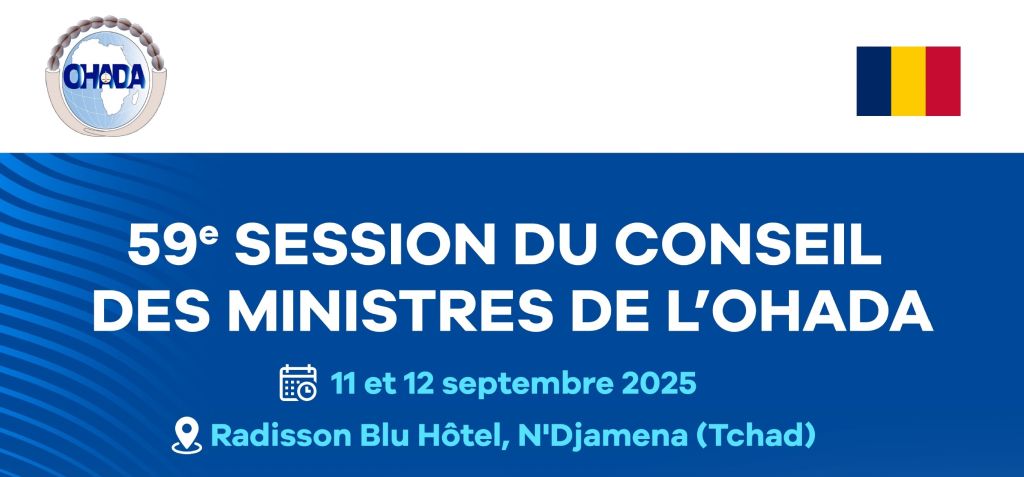 OHADA
59e SESSION DU CONSEIL
DES MINISTRES DE L’OHADA
11 et 12 septembre 2025
Radisson Blu Hôtel, N'Djamena (Tchad)